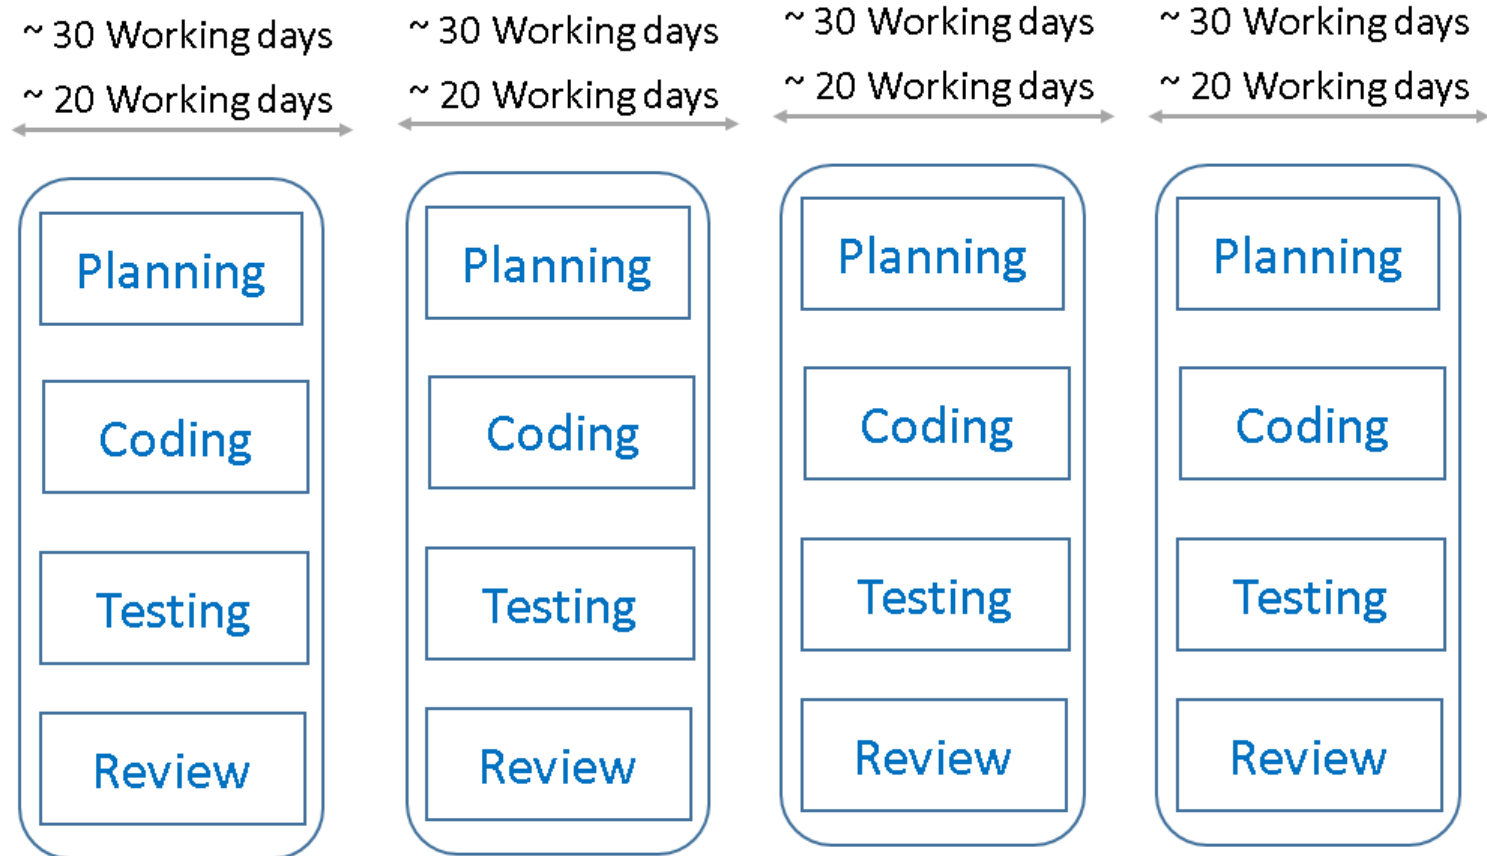 ~ 30 Working days
~ 20 Working days
Planning
Coding
Testing
Review
~ 30 Working days
~ 20 Working days
Planning
Coding
Testing
Review
~ 30 Working days
~ 20 Working days
Planning
Coding
Testing
Review
~ 30 Working days
~ 20 Working days
Planning
Coding
Testing
Review